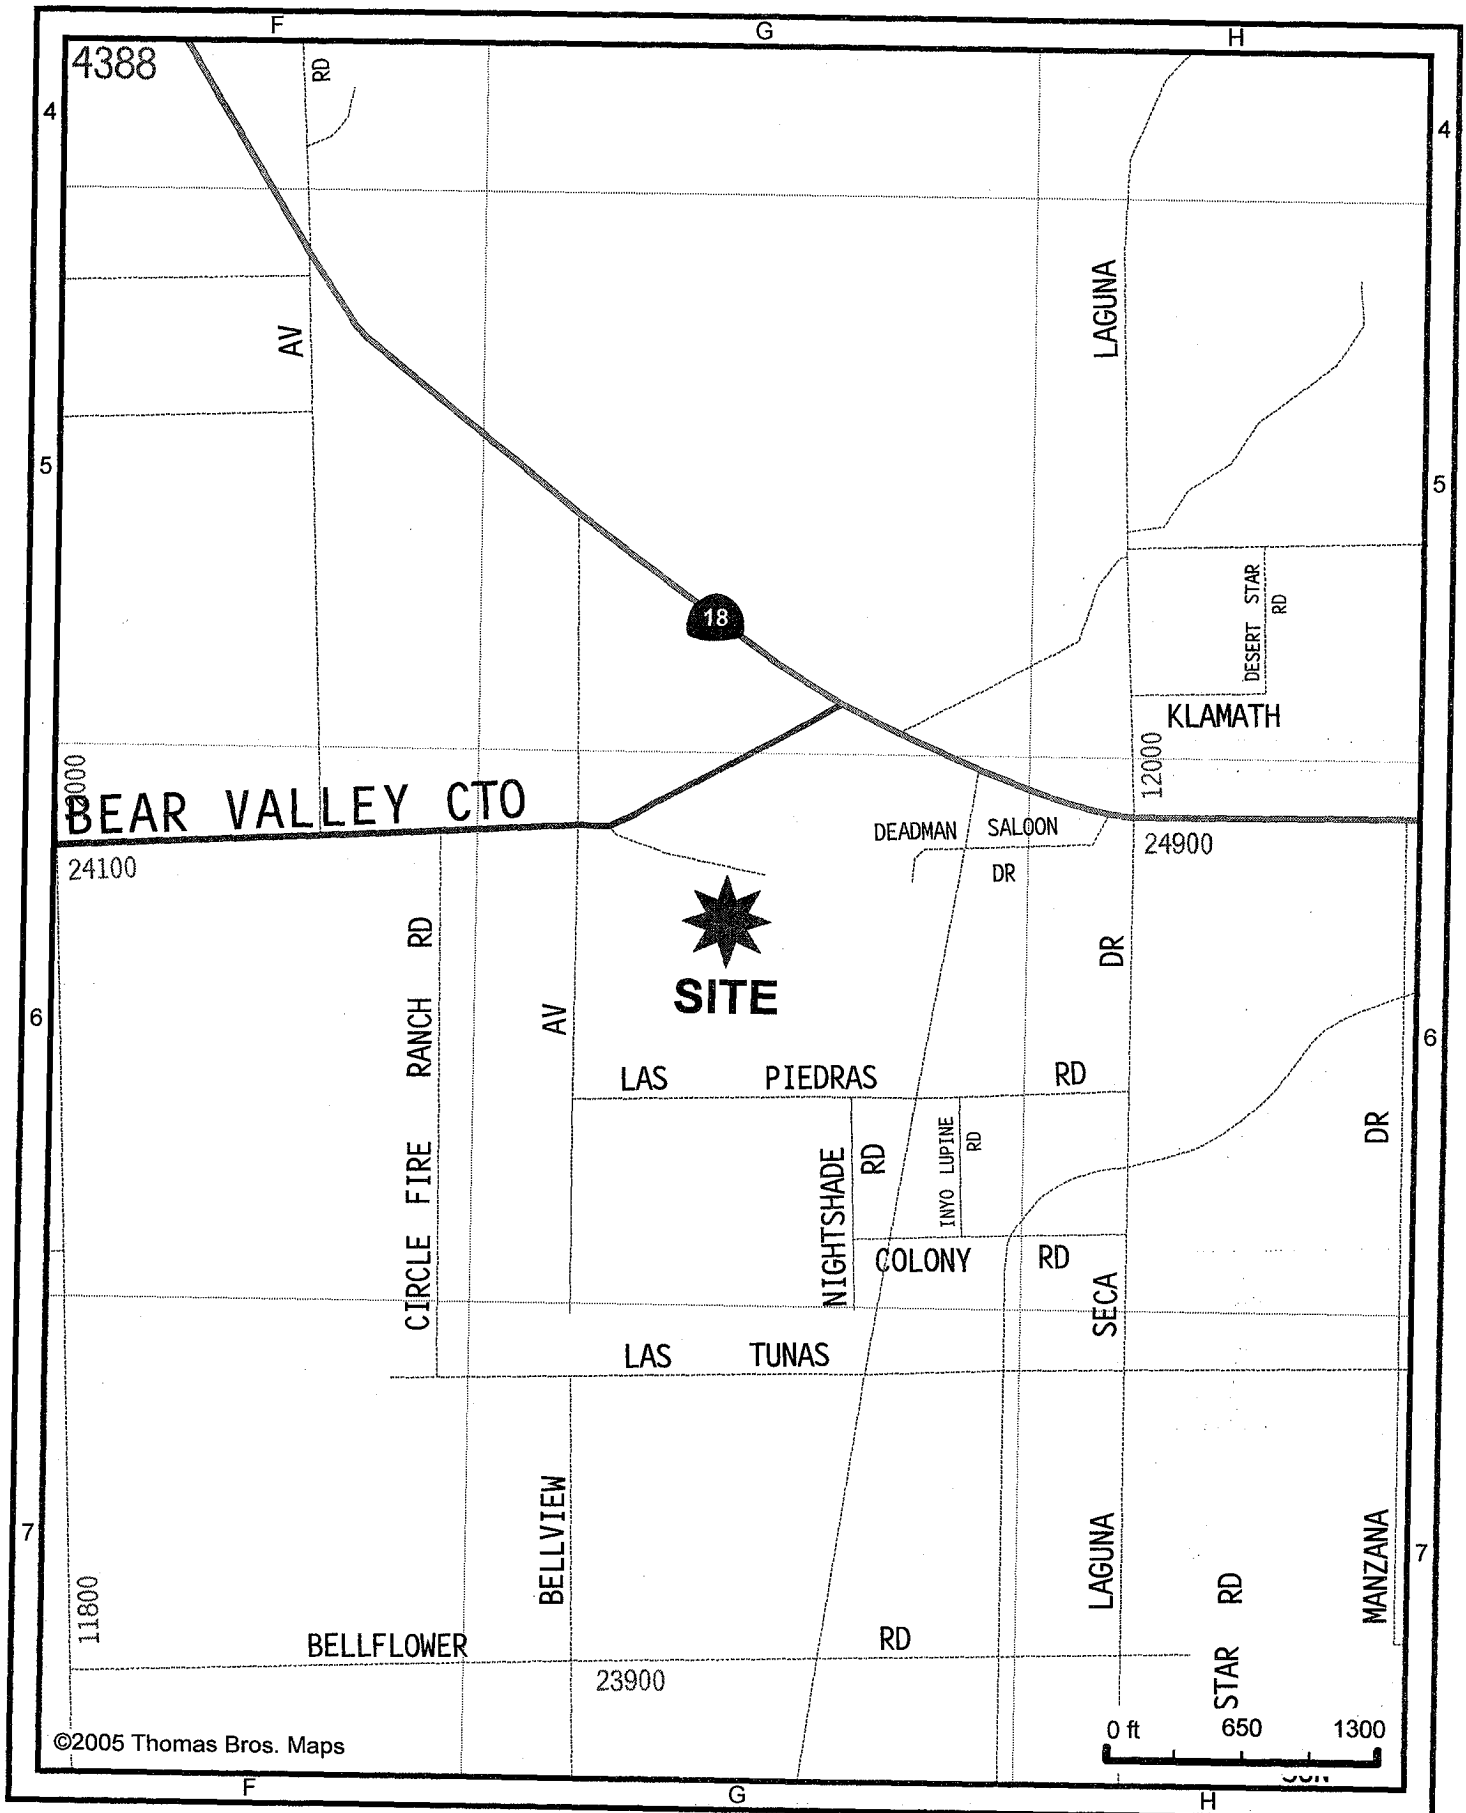 F G H
4388
RD
4 4
LAGUNA
AV
5 5
18
DESERT STAR
RD
KLAMATH
12000
BEAR VALLEY CTO
DEADMAN SALOON
DR
24900
24100
CIRCLE FIRE RANCH RD
DR
SITE
AV
6 6
LAS PIEDRAS RD
DR
NIGHTSHADE
RD
INYO LUPINE
RD
COLONY RD
SECA
LAS TUNAS
BELLVIEW
LAGUNA
MANZANA
7 7
11800
STAR RD
BELLFLOWER RD
23900
0 ft 650 1300
©2005 Thomas Bros. Maps
F G H